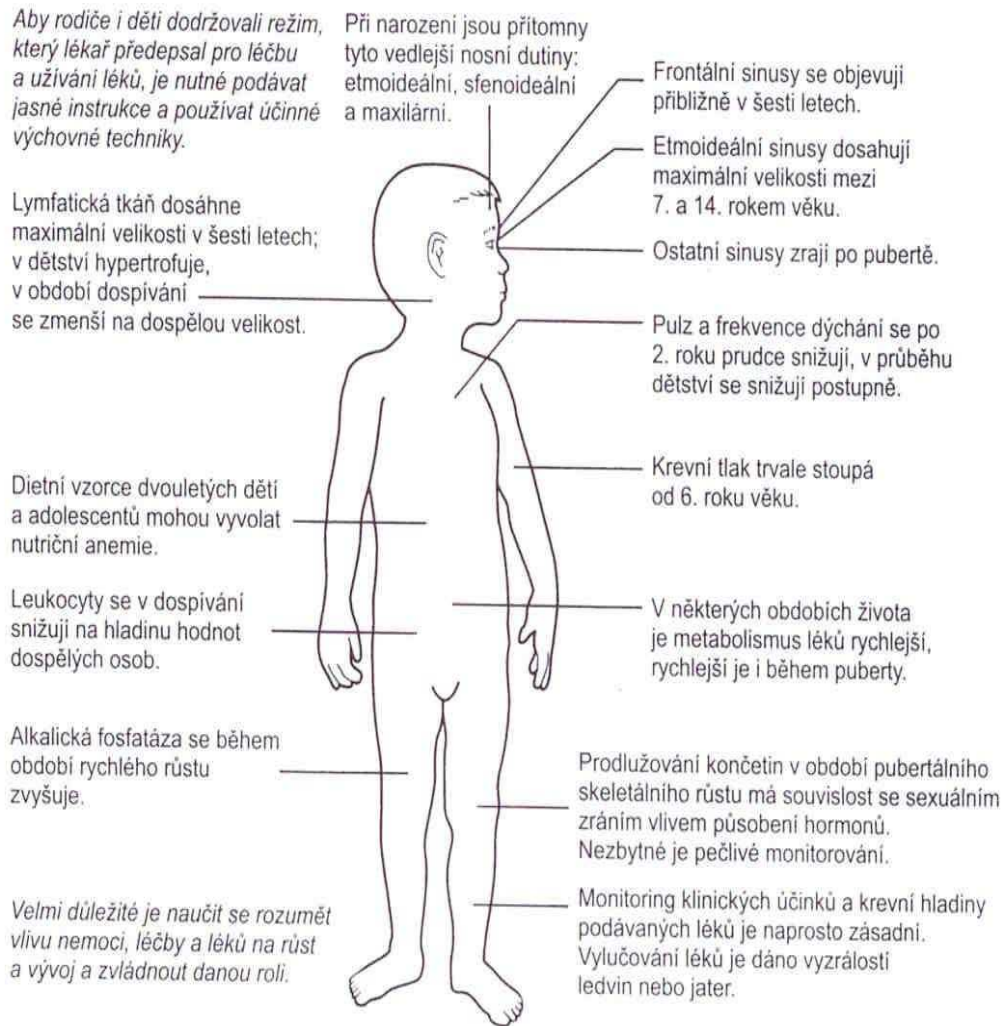 Aby rodiče i děti dodržovali režim,
který lékař předepsal pro léčbu
a užívání léků, je nutné podávat
jasné instrukce a používat účinné
výchovné techniky.
Při narození jsou přítomny
tyto vedlejší nosní dutiny:
etmoideální, sfenoideální
a maxilární.
Frontální sinusy se objevují
přibližně v šesti letech.
Etmoideální sinusy dosahují
maximální velikosti mezi
7. a 14. rokem věku.
Ostatní sinusy zrají po pubertě.
Lymfatická tkáň dosáhne
maximální velikosti v šesti letech;
v dětství hypertrofuje,
v období dospívání
se zmenší na dospělou velikost.
Pulz a frekvence dýchání se po
2. roku prudce snižují, v průběhu
dětství se snižují postupně.
Krevní tlak trvale stoupá
od 6. roku věku.
Dietní vzorce dvouletých dětí
a adolescentů mohou vyvolat
nutriční anemie.
Leukocyty se v dospívání
snižují na hladinu hodnot
dospělých osob.
V některých obdobích života
je metabolismus léků rychlejší,
rychlejší je i během puberty.
Alkalická fosfatáza se během
období rychlého růstu
zvyšuje.
Prodlužování končetin v období pubertálního
skeletálního růstu má souvislost se sexuálním
zráním vlivem působení hormonů.
Nezbytné je pečlivé monitorování.
Velmi důležité je naučit se rozumět
vlivu nemoci, léčby a léků na růst
a vývoj a zvládnout danou roli.
Monitoring klinických účinků a krevní hladiny
podávaných léků je naprosto zásadní.
Vylučování léků je dáno vyzrálostí
ledvin nebo jater.